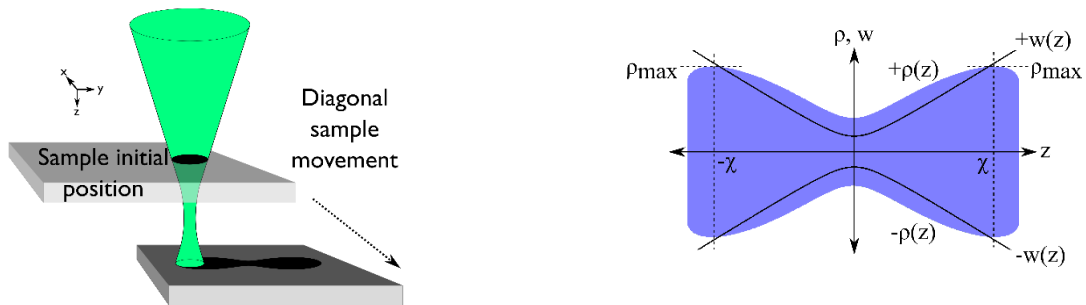 x
y
z
Sample initial
position
Diagonal
sample
movement
ρ, w
+w(z)
ρmax
+ρ(z)
ρmax
-χ
χ
z
-ρ(z)
-w(z)